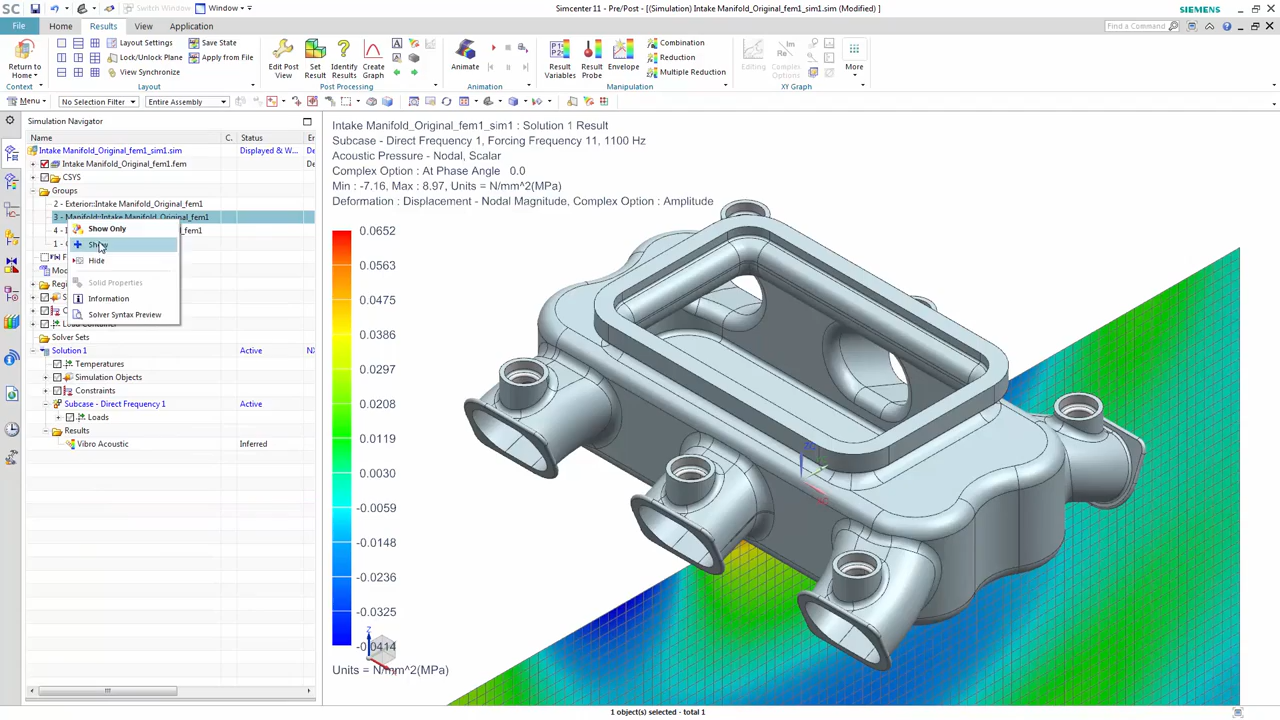 SC Window Simcenter 11 - Pre/Post - [(Simulation) Intake Manifold_Original_fem1_sim1.sim (Modified) ] SIEMENS
File Home Results View Application Find a Command
Return to Home Context
Layout Settings Save State
Lock/Unlock Plane Apply from File
View Synchronize
Layout
Edit Post View Set Result Identify Results Create Graph
Post Processing
Animate
Animation
Result Variables Result Probe Envelope
Combination
Reduction
Multiple Reduction
Manipulation
Editing Complex Options
XY Graph
More
Menu No Selection Filter Entire Assembly
Simulation Navigator
Name C. Status Er
Intake Manifold_Original_fem1_sim1.sim Displayed & W...
Intake Manifold_Original_fem1.fem De
CSYS
Groups
2 - Exterior::Intake Manifold_Original_fem1
3 - Manifold::Intake Manifold_Original_fem1
Show Only
Show
Hide
Solid Properties
Information
Solver Syntax Preview
Solver Sets
Solution 1 Active NX
Temperatures
Simulation Objects
Constraints
Subcase - Direct Frequency 1 Active
Loads
Results
Vibro Acoustic Inferred
Intake Manifold_Original_fem1_sim1 : Solution 1 Result
Subcase - Direct Frequency 1, Forcing Frequency 11, 1100 Hz
Acoustic Pressure - Nodal, Scalar
Complex Option : At Phase Angle 0.0
Min : -7.16, Max : 8.97, Units = N/mm^2(MPa)
Deformation : Displacement - Nodal Magnitude, Complex Option : Amplitude
0.0652
0.0563
0.0475
0.0386
0.0297
0.0208
0.0119
0.0030
-0.0059
-0.0148
-0.0236
-0.0325
-0.0414
Units = N/mm^2(MPa)
1 object(s) selected - total 1